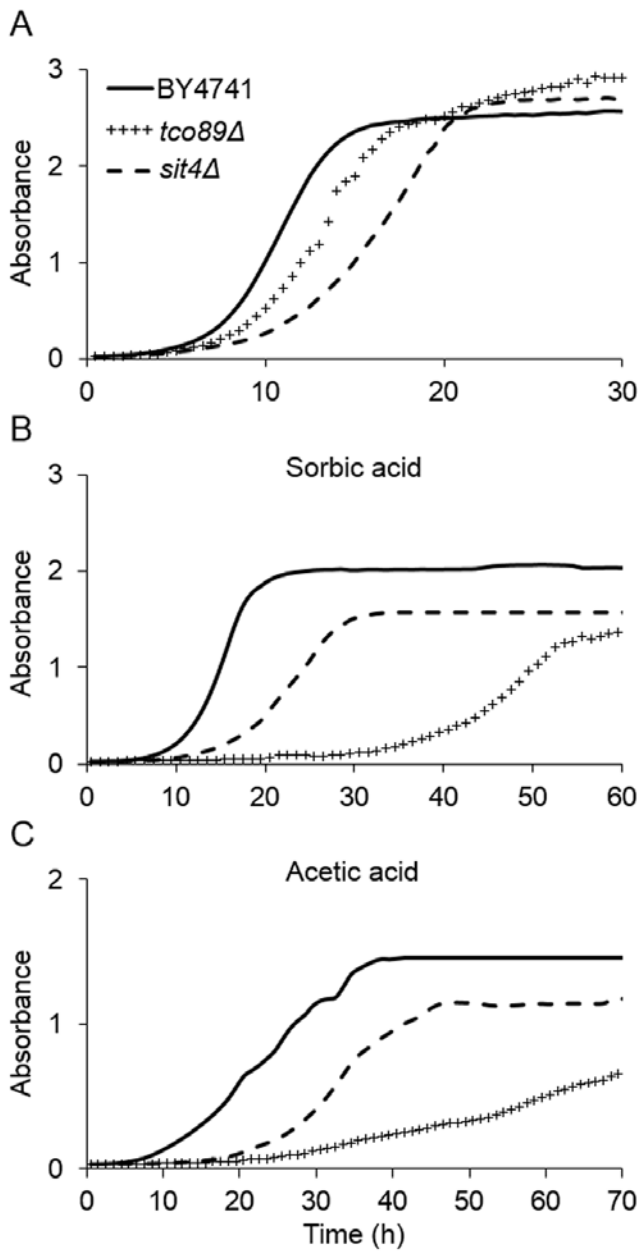 A
3
2
1
0
Absorbance
BY4741
tco89Δ
sit4Δ
0 10 20 30
B
Sorbic acid
3
2
1
0
Absorbance
0 10 20 30 40 50 60
C
Acetic acid
2
1
0
Absorbance
0 10 20 30 40 50 60 70
Time (h)